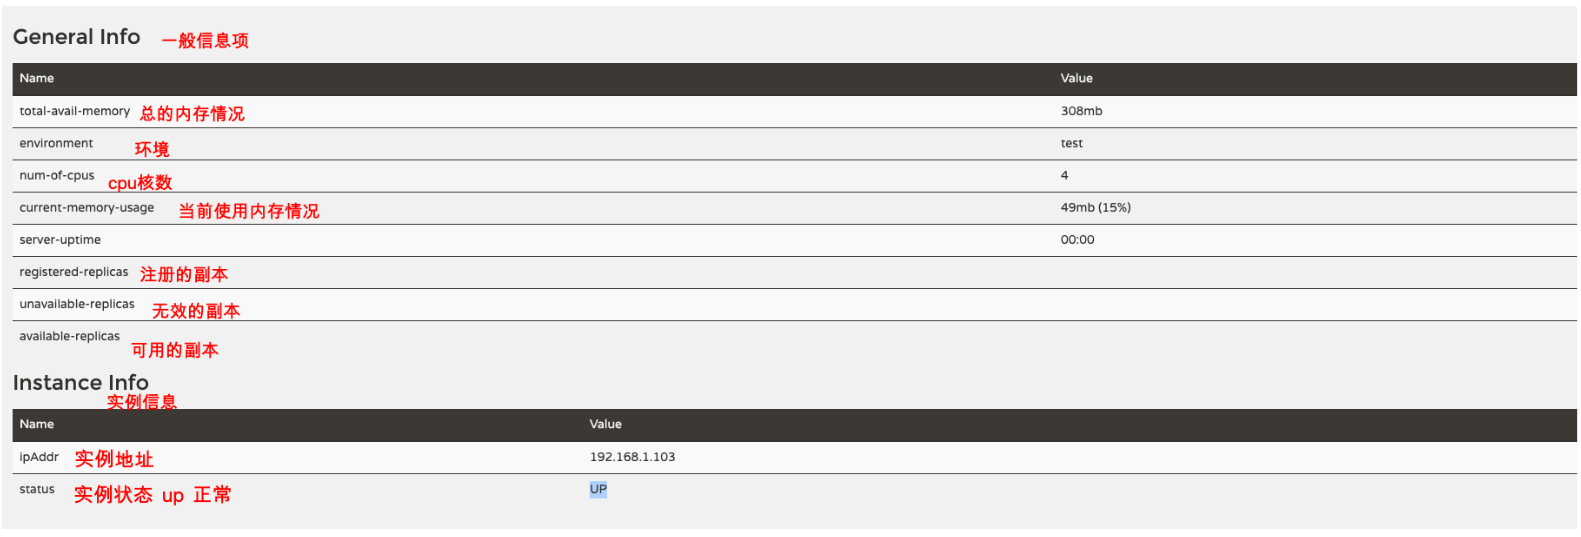 General Info 一般信息项
Name Value
total-avail-memory 总的内存情况 308mb
environment 环境 test
num-of-cpus cpu核数 4
current-memory-usage 当前使用内存情况 49mb (15%)
server-uptime 00:00
registered-replicas 注册的副本
unavailable-replicas 无效的副本
available-replicas 可用的副本
Instance Info
实例信息
Name Value
ipAddr 实例地址 192.168.1.103
status 实例状态 up 正常 UP